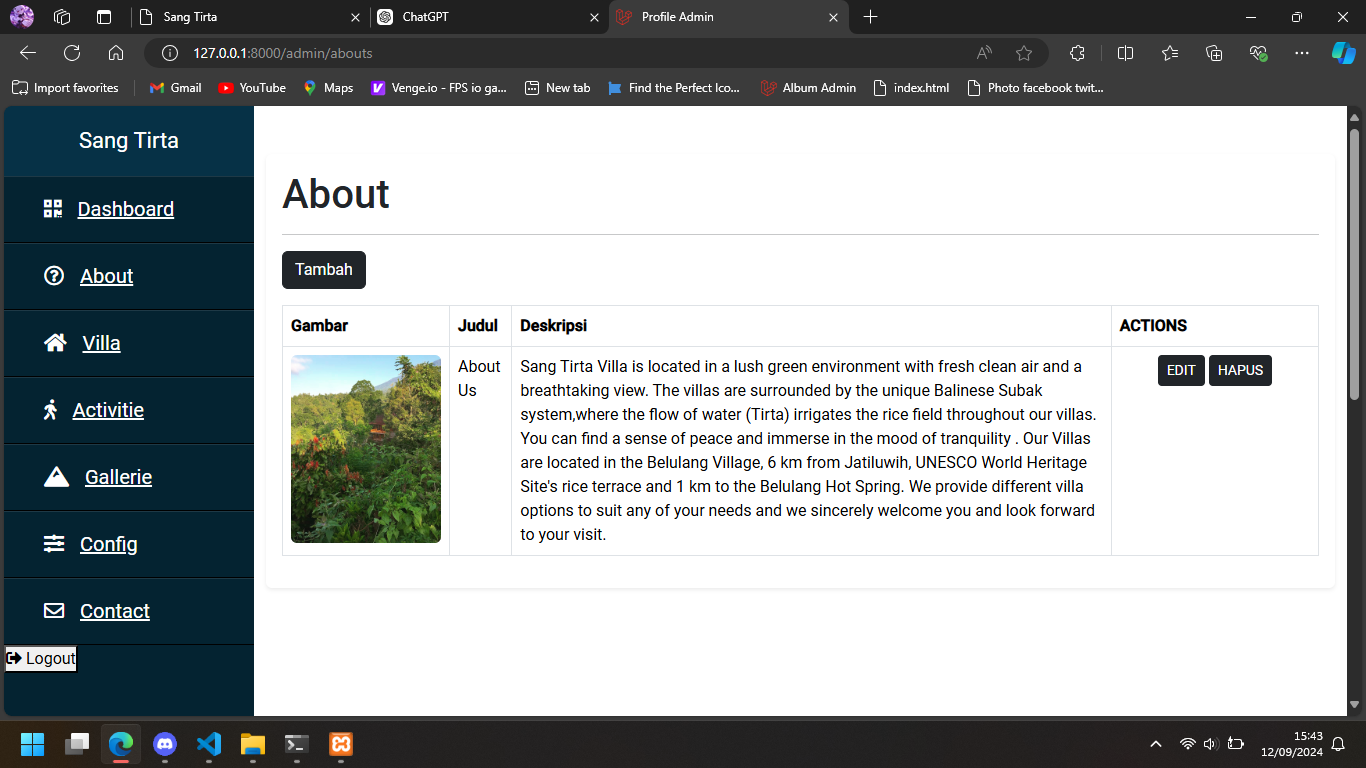 Sang Tirta
ChatGPT
Profile Admin
127.0.0.1:8000/admin/abouts
Import favorites
Gmail
YouTube
Maps
Venge.io - FPS io ga...
New tab
Find the Perfect Ico...
Album Admin
index.html
Photo facebook twit...
Sang Tirta
Dashboard
About
Villa
Activitie
Gallerie
Config
Contact
Logout
About
Tambah
Gambar Judul Deskripsi ACTIONS
About
Us
Sang Tirta Villa is located in a lush green environment with fresh clean air and a
breathtaking view. The villas are surrounded by the unique Balinese Subak
system,where the flow of water (Tirta) irrigates the rice field throughout our villas.
You can find a sense of peace and immerse in the mood of tranquility . Our Villas
are located in the Belulang Village, 6 km from Jatiluwih, UNESCO World Heritage
Site's rice terrace and 1 km to the Belulang Hot Spring. We provide different villa
options to suit any of your needs and we sincerely welcome you and look forward
to your visit.
EDIT HAPUS
15:43
12/09/2024